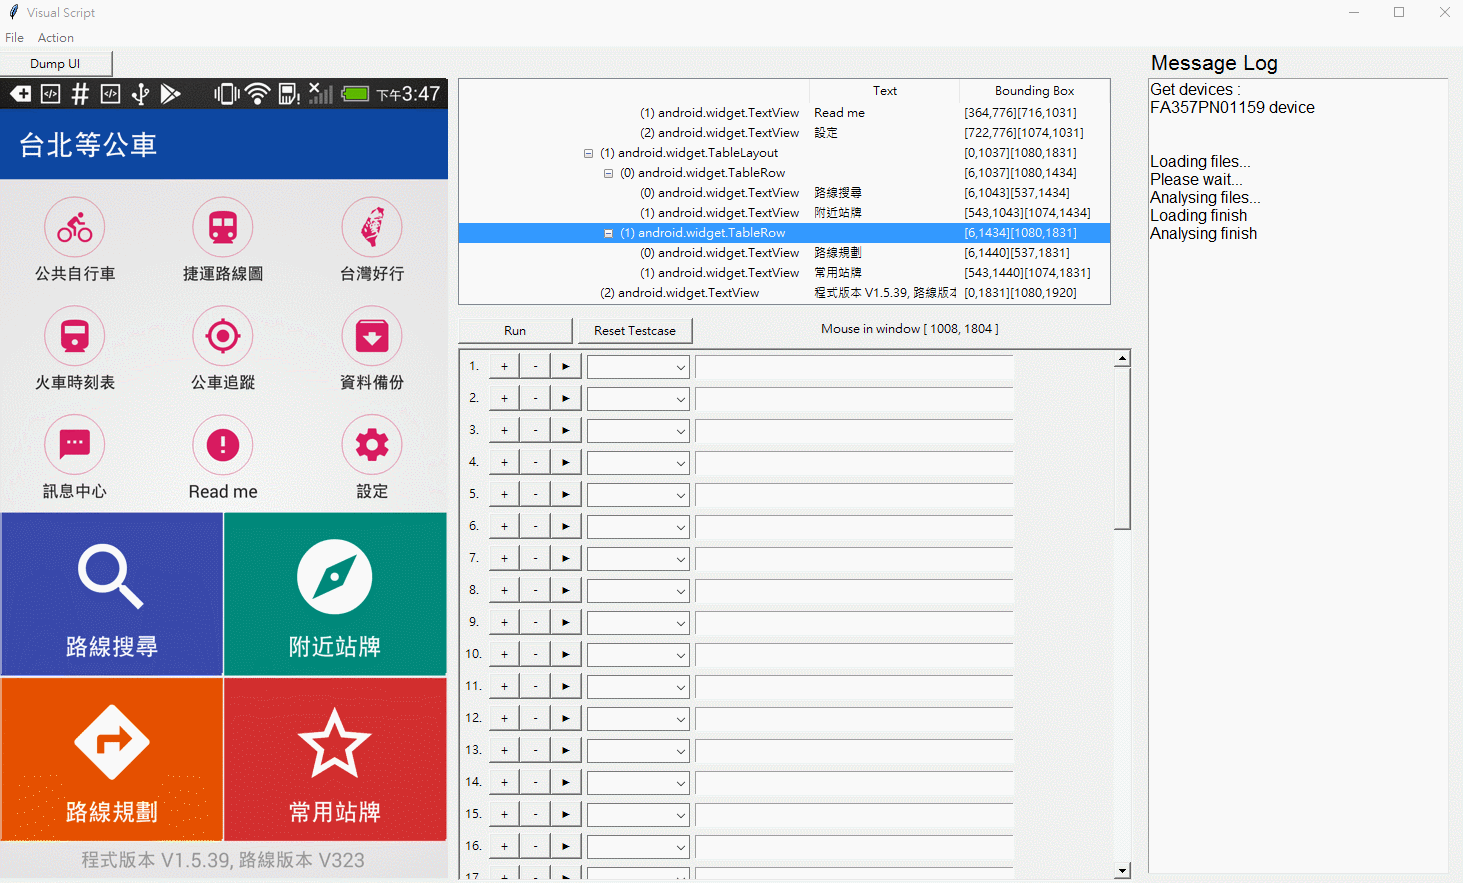 Visual Script
File Action
Dump UI
下午3:47
台北等公車
公共自行車 捷運路線圖 台灣好行
火車時刻表 公車追蹤 資料備份
訊息中心 Read me 設定
路線搜尋 附近站牌
路線規劃 常用站牌
程式版本 V1.5.39, 路線版本 V323
Text Bounding Box
(1) android.widget.TextView Read me [364,776][716,1031]
(2) android.widget.TextView 設定 [722,776][1074,1031]
(1) android.widget.TableLayout [0,1037][1080,1831]
(0) android.widget.TableRow [6,1037][1080,1434]
(0) android.widget.TextView 路線搜尋 [6,1043][537,1434]
(1) android.widget.TextView 附近站牌 [543,1043][1074,1434]
(1) android.widget.TableRow [6,1434][1080,1831]
(0) android.widget.TextView 路線規劃 [6,1440][537,1831]
(1) android.widget.TextView 常用站牌 [543,1440][1074,1831]
(2) android.widget.TextView 程式版本 V1.5.39, 路線版本 [0,1831][1080,1920]
Run Reset Testcase Mouse in window [ 1008, 1804 ]
1. + -
2. + -
3. + -
4. + -
5. + -
6. + -
7. + -
8. + -
9. + -
10. + -
11. + -
12. + -
13. + -
14. + -
15. + -
16. + -
17. + -
Message Log
Get devices :
FA357PN01159 device
Loading files...
Please wait...
Analysing files...
Loading finish
Analysing finish